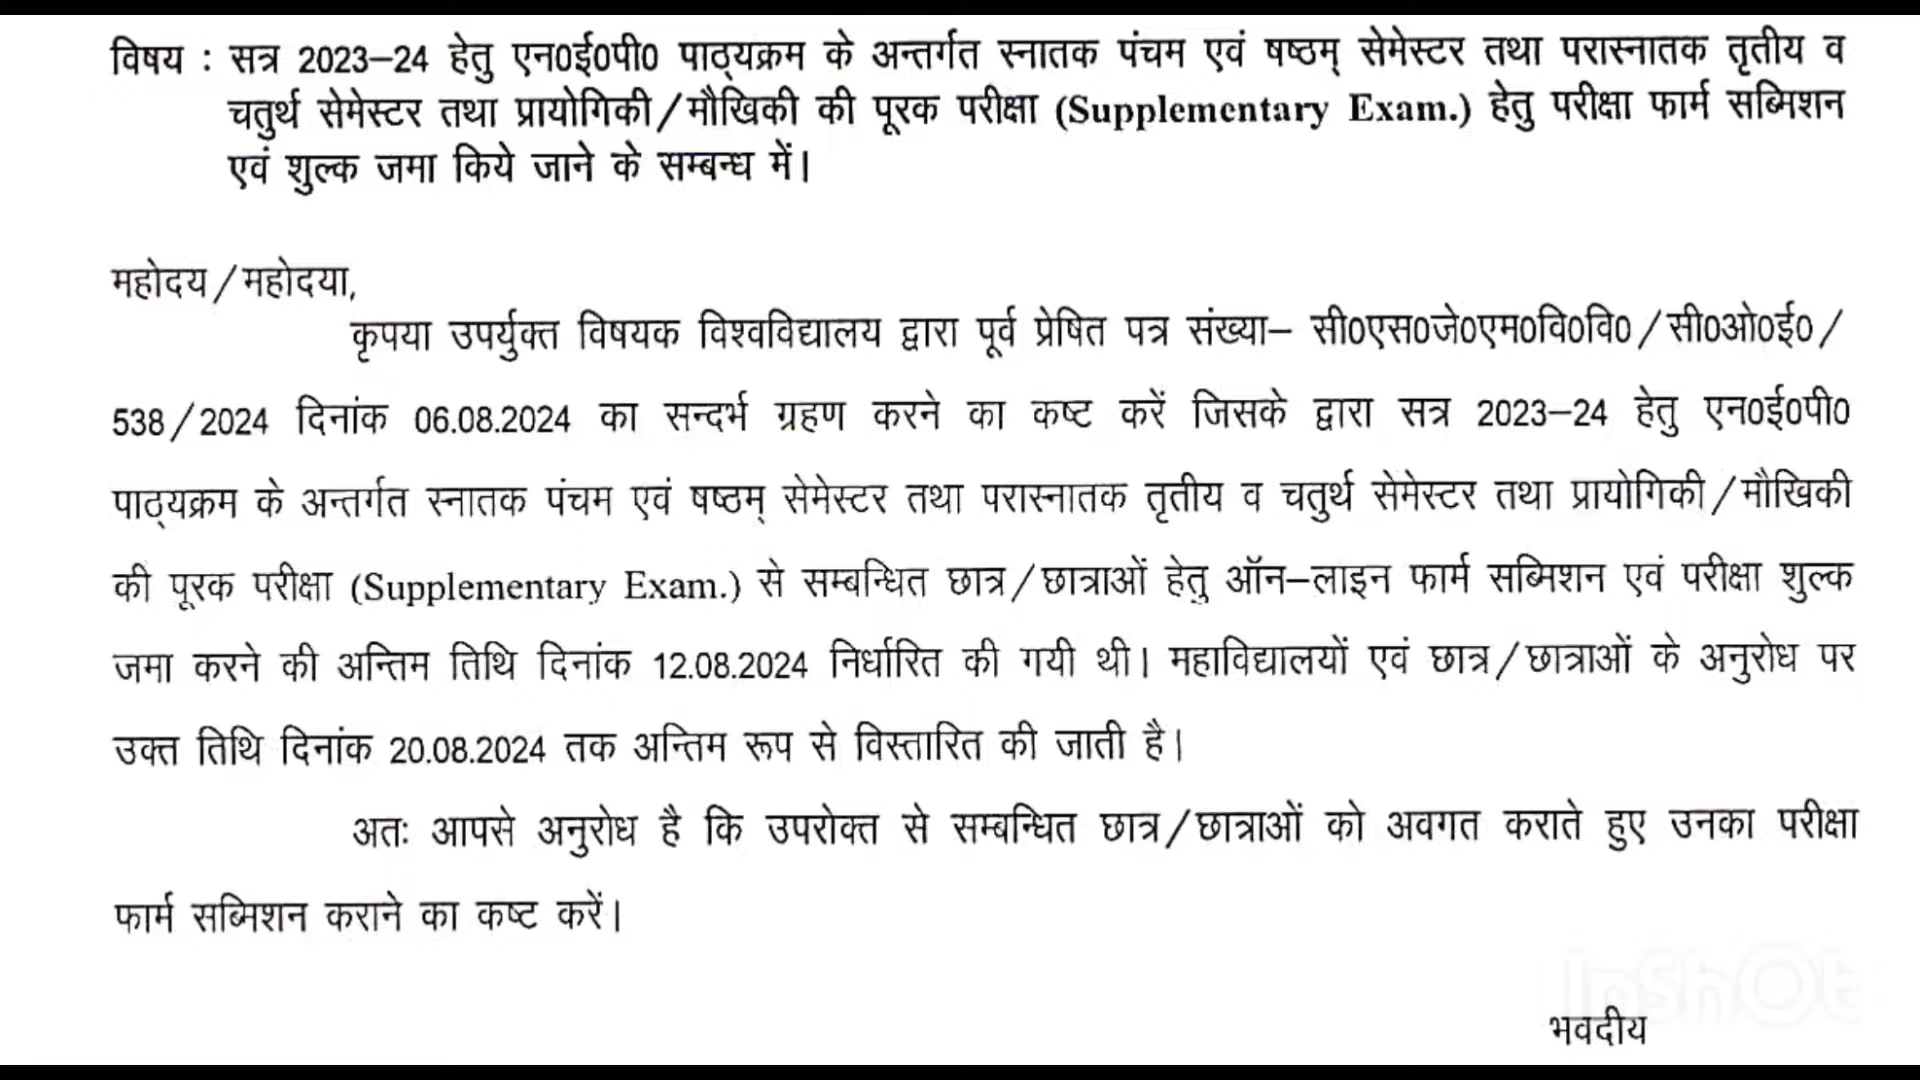 विषय : सत्र 2023–24 हेतु एन0ई0पी0 पाठ्यक्रम के अन्तर्गत स्नातक पंचम एवं षष्ठम् सेमेस्टर तथा परास्नातक तृतीय व
चतुर्थ सेमेस्टर तथा प्रायोगिकी/मौखिकी की पूरक परीक्षा (Supplementary Exam.) हेतु परीक्षा फार्म सब्मिशन
एवं शुल्क जमा किये जाने के सम्बन्ध में।
महोदय/महोदया,
कृपया उपर्युक्त विषयक विश्वविद्यालय द्वारा पूर्व प्रेषित पत्र संख्या– सी0एस0जे0एम0वि0वि0/सी0ओ0ई0/
538/2024 दिनांक 06.08.2024 का सन्दर्भ ग्रहण करने का कष्ट करें जिसके द्वारा सत्र 2023–24 हेतु एन0ई0पी0
पाठ्यक्रम के अन्तर्गत स्नातक पंचम एवं षष्ठम् सेमेस्टर तथा परास्नातक तृतीय व चतुर्थ सेमेस्टर तथा प्रायोगिकी/मौखिकी
की पूरक परीक्षा (Supplementary Exam.) से सम्बन्धित छात्र/छात्राओं हेतु ऑन–लाइन फार्म सब्मिशन एवं परीक्षा शुल्क
जमा करने की अन्तिम तिथि दिनांक 12.08.2024 निर्धारित की गयी थी। महाविद्यालयों एवं छात्र/छात्राओं के अनुरोध पर
उक्त तिथि दिनांक 20.08.2024 तक अन्तिम रूप से विस्तारित की जाती है।
अतः आपसे अनुरोध है कि उपरोक्त से सम्बन्धित छात्र/छात्राओं को अवगत कराते हुए उनका परीक्षा
फार्म सब्मिशन कराने का कष्ट करें।
InShOt
भवदीय